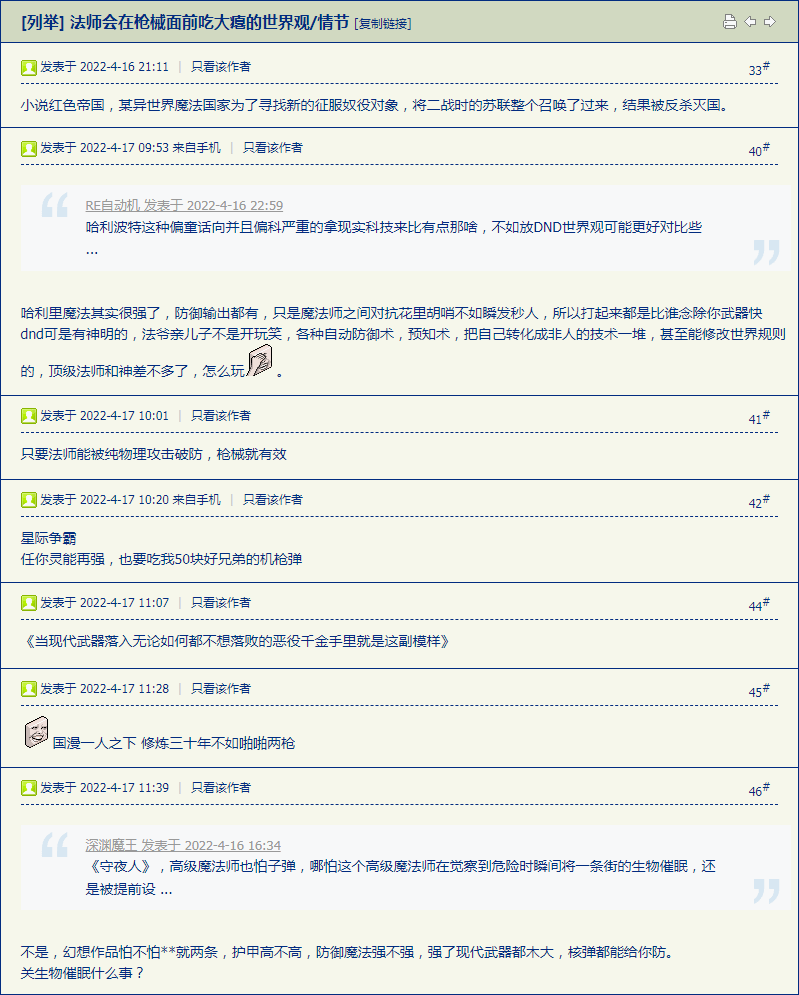 [列举] 法师会在枪械面前吃大瘪的世界观/情节 [复制链接]
发表于 2022-4-16 21:11 | 只看该作者 33#
小说红色帝国，某异世界魔法国家为了寻找新的征服奴役对象，将二战时的苏联整个召唤了过来，结果被反杀灭国。
发表于 2022-4-17 09:53 来自手机 | 只看该作者 40#
RE自动机 发表于 2022-4-16 22:59
哈利波特这种偏童话向并且偏科严重的拿现实科技来比有点那啥，不如放DND世界观可能更好对比些
...
哈利里魔法其实很强了，防御输出都有，只是魔法师之间对抗花里胡哨不如瞬发秒人，所以打起来都是比谁念除你武器快
dnd可是有神明的，法爷亲儿子不是开玩笑，各种自动防御术，预知术，把自己转化成非人的技术一堆，甚至能修改世界规则
的，顶级法师和神差不多了，怎么玩 。
发表于 2022-4-17 10:01 | 只看该作者 41#
只要法师能被纯物理攻击破防，枪械就有效
发表于 2022-4-17 10:20 来自手机 | 只看该作者 42#
星际争霸
任你灵能再强，也要吃我50块好兄弟的机枪弹
发表于 2022-4-17 11:07 | 只看该作者 44#
《当现代武器落入无论如何都不想落败的恶役千金手里就是这副模样》
发表于 2022-4-17 11:28 | 只看该作者 45#
国漫一人之下 修炼三十年不如啪啪两枪
发表于 2022-4-17 11:39 | 只看该作者 46#
深渊魔王 发表于 2022-4-16 16:34
《守夜人》，高级魔法师也怕子弹，哪怕这个高级魔法师在觉察到危险时瞬间将一条街的生物催眠，还
是被提前设 ...
不是，幻想作品怕不怕**就两条，护甲高不高，防御魔法强不强，强了现代武器都木大，核弹都能给你防。
关生物催眠什么事？